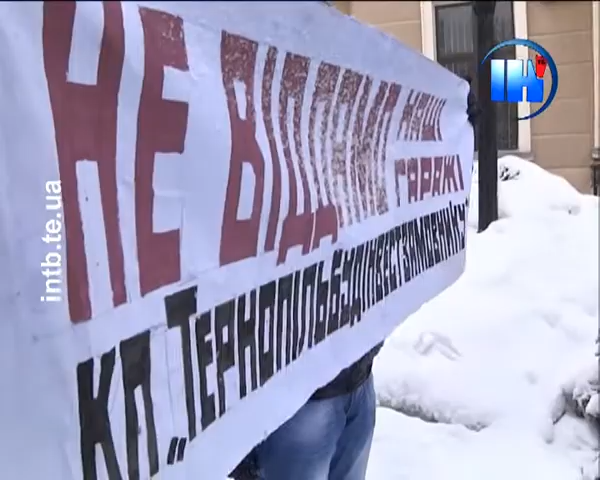 НЕ ВІДДАМО НАШІ
ГАРАЖІ
КП „ТЕРНОПІЛЬБУДІНВЕСТЗАМОВНИК"
intb.te.ua
ІН